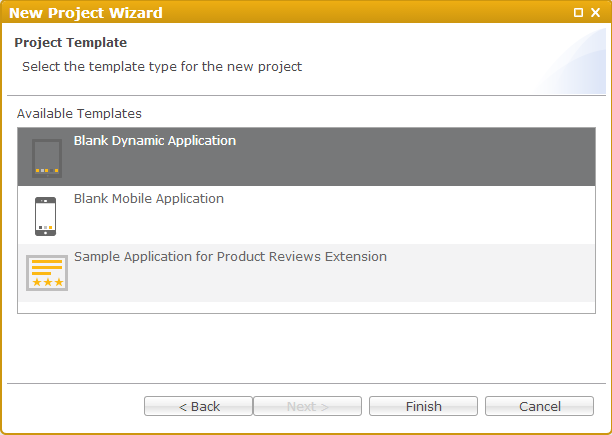 New Project Wizard
Project Template
Select the template type for the new project
Available Templates
Blank Dynamic Application
Blank Mobile Application
Sample Application for Product Reviews Extension
< Back Next > Finish Cancel